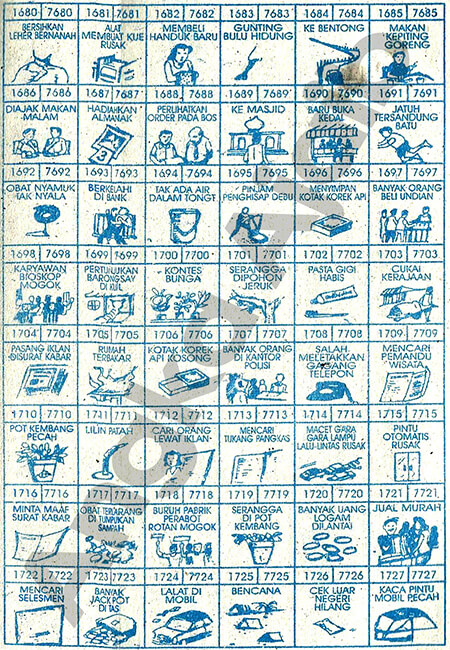 1680 7680
BERSIHKAN
LEHER BERNANAH
1681 7681
ALAT
MEMBUAT KUE
RUSAK
1682 7682
MEMBELI
HANDUK BARU
1683 7683
GUNTING
BULU HIDUNG
1684 7684
KE BENTONG
1685 7685
MAKAN
KEPITING
GORENG
1686 7686
DIAJAK MAKAN
MALAM
1687 7687
HADIAHKAN
ALMANAK
1688 7688
PERLIHATKAN
ORDER PADA BOS
1689 7689
KE MASJID
1690 7690
BARU BUKA
KEDAI
1691 7691
JATUH
TERSANDUNG
BATU
1692 7692
OBAT NYAMUK
TAK NYALA
1693 7693
BERKELAHI
DI BANK
1694 7694
TAK ADA AIR
DALAM TONG
1695 7695
PINJAM
PENGHISAP DEBU
1696 7696
MENYIMPAN
KOTAK KOREK API
1697 7697
BANYAK ORANG
BELI UNDIAN
1698 7698
KARYAWAN
BIOSKOP
MOGOK
1699 7699
PERTUNJUKAN
BARONGSAY
DI KUIL
1700 7700
KONTES
BUNGA
1701 7701
SERANGGA
DIPOHON
JERUK
1702 7702
PASTA GIGI
HABIS
1703 7703
CUKAI
KERAJAAN
1704 7704
PASANG IKLAN
DISURAT KABAR
1705 7705
RUMAH
TERBAKAR
1706 7706
KOTAK KOREK
API KOSONG
1707 7707
BANYAK ORANG
DI KANTOR
POLISI
1708 7708
SALAH
MELETAKKAN
GAGANG
TELEPON
1709 7709
MENCARI
PEMANDU
WISATA
1710 7710
POT KEMBANG
PECAH
1711 7711
LILIN PATAH
1712 7712
CARI ORANG
LEWAT IKLAN
1713 7713
MENCARI
TUKANG PANGKAS
1714 7714
MACET GARA
GARA LAMPU
LALU-LINTAS RUSAK
1715 7715
PINTU
OTOMATIS
RUSAK
1716 7716
MINTA MAAF
SURAT KABAR
1717 7717
OBAT TERLARANG
DI TUMPUKAN
SAMPAH
1718 7718
BURUH PABRIK
PERABOT
ROTAN MOGOK
1719 7719
SERANGGA
DI POT
KEMBANG
1720 7720
BANYAK UANG
LOGAM
DILANTAI
1721 7721
JUAL MURAH
1722 7722
MENCARI
SELESMEN
1723 7723
BANYAK
JACKPOT
DI TAS
1724 7724
LALAT DI
MOBIL
1725 7725
BENCANA
1726 7726
CEK LUAR
NEGERI
HILANG
1727 7727
KACA PINTU
MOBIL PECAH